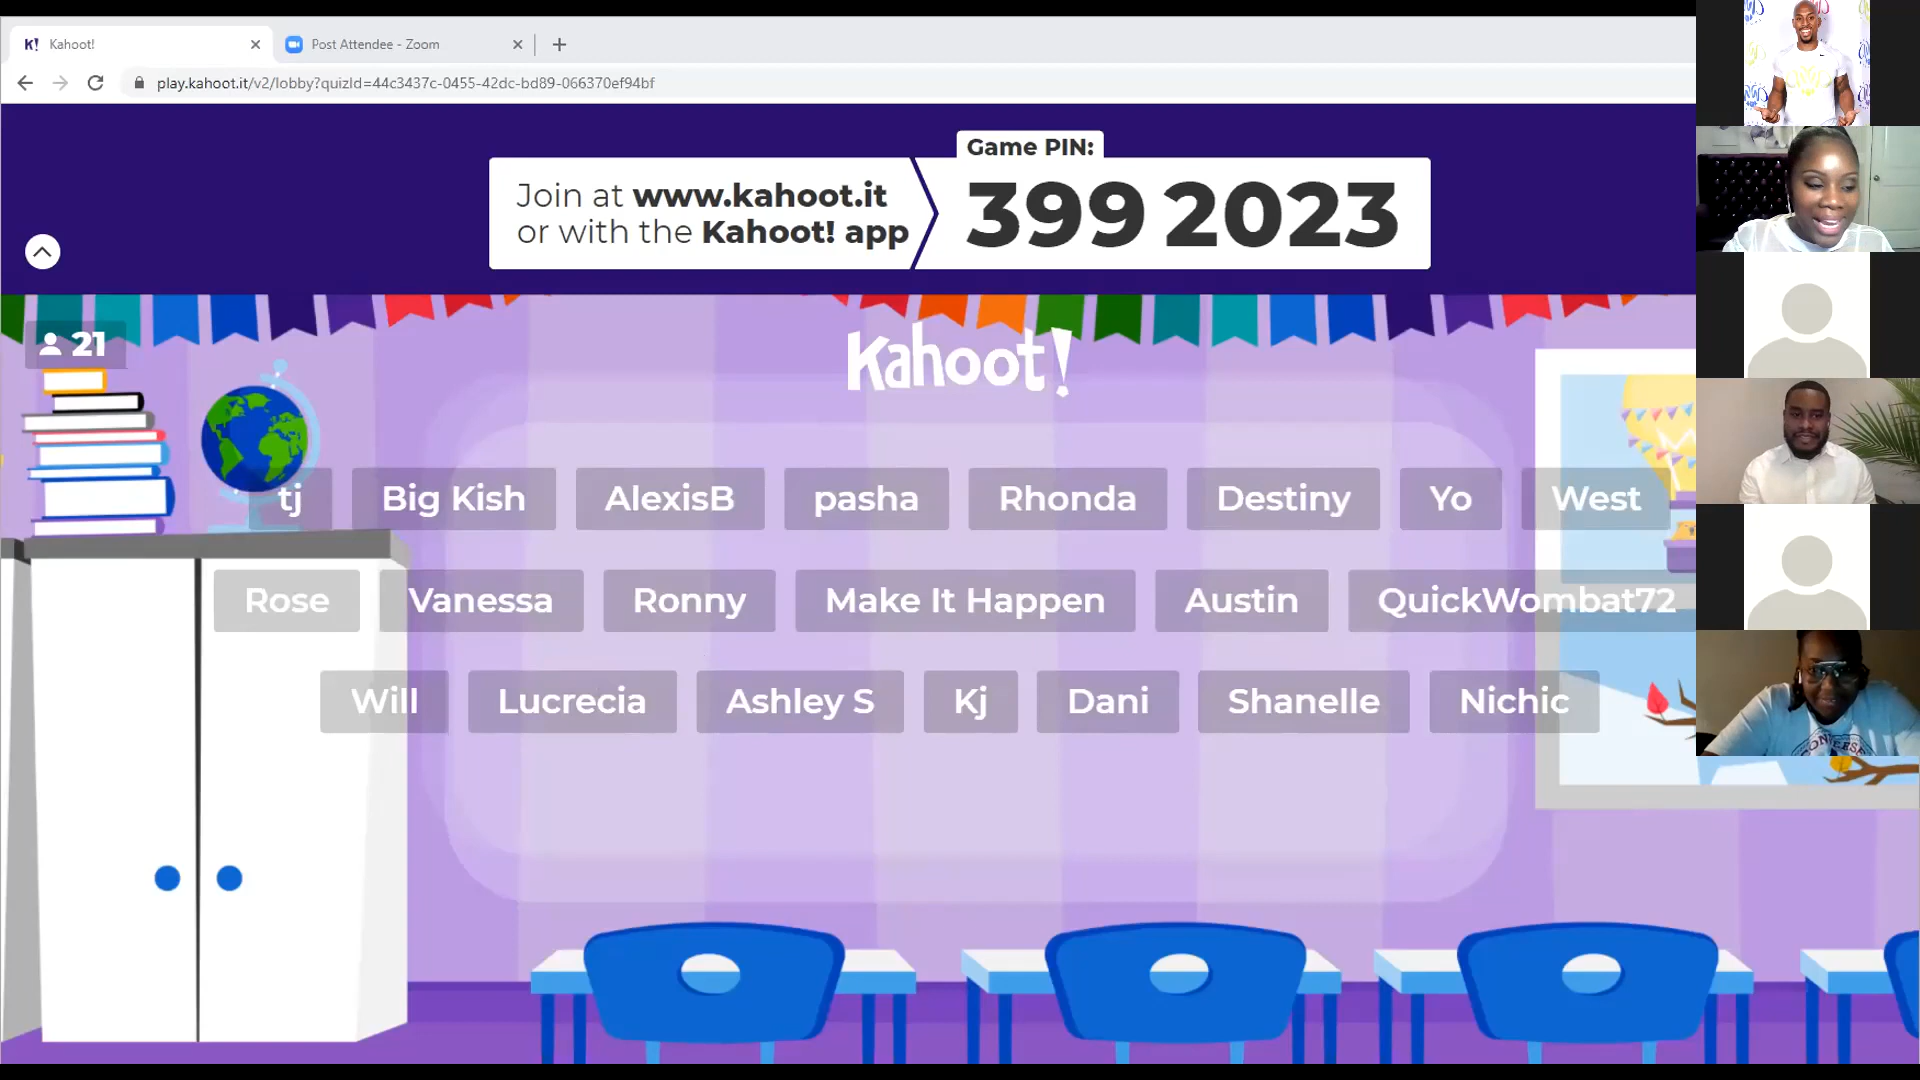 K! Kahoot!
Post Attendee - Zoom
play.kahoot.it/v2/lobby?quizId=44c3437c-0455-42dc-bd89-066370ef94bf
Game PIN:
Join at www.kahoot.it
or with the Kahoot! app
399 2023
21
Kahoot!
tj Big Kish AlexisB pasha Rhonda Destiny Yo West
Rose Vanessa Ronny Make It Happen Austin QuickWombat72
Will Lucrecia Ashley S Kj Dani Shanelle Nichic